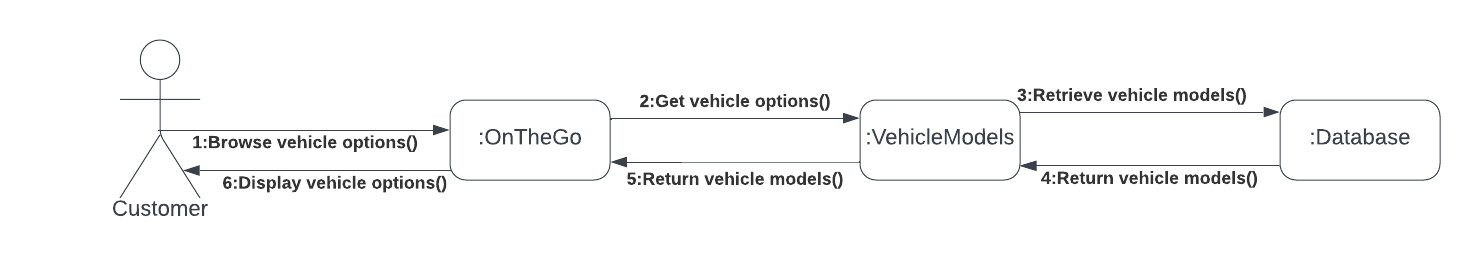 1:Browse vehicle options()
6:Display vehicle options()
Customer
:OnTheGo
2:Get vehicle options()
5:Return vehicle models()
:VehicleModels
3:Retrieve vehicle models()
4:Return vehicle models()
:Database